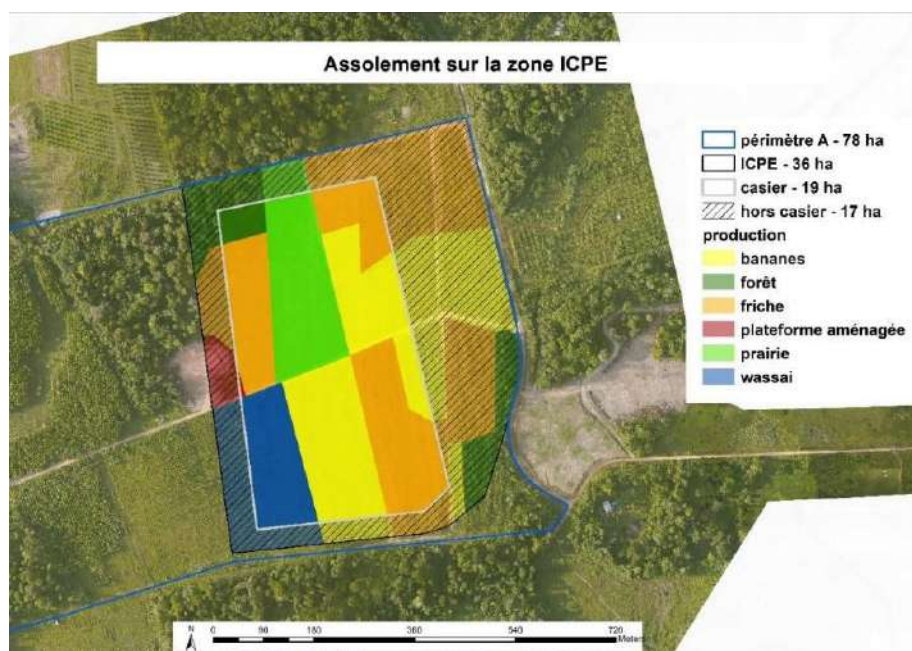 Assolement sur la zone ICPE
périmètre A - 78 ha
ICPE - 36 ha
casier - 19 ha
hors casier - 17 ha
production
bananes
forêt
friche
plateforme aménagée
prairie
wassai
N
0 90 180 360 540 720
Meters